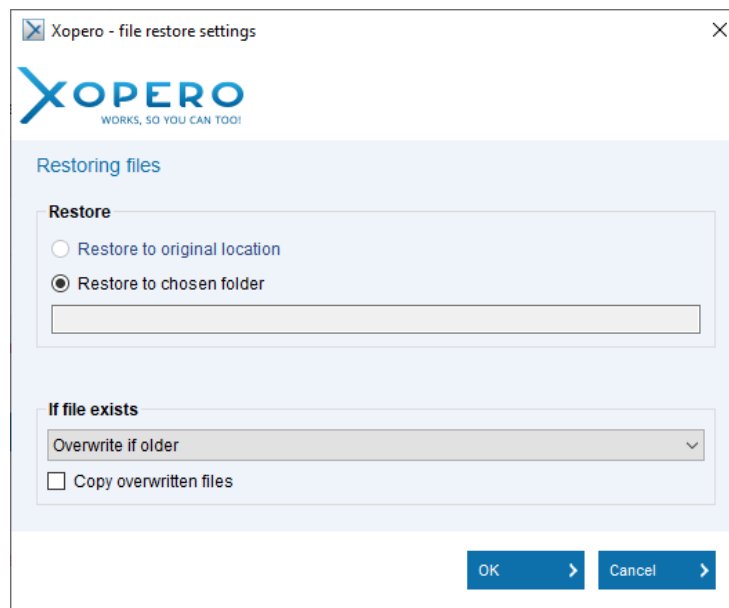 Xopero - file restore settings
XOPERO
WORKS, SO YOU CAN TOO!
Restoring files
Restore
Restore to original location
Restore to chosen folder
If file exists
Overwrite if older
Copy overwritten files
OK
Cancel